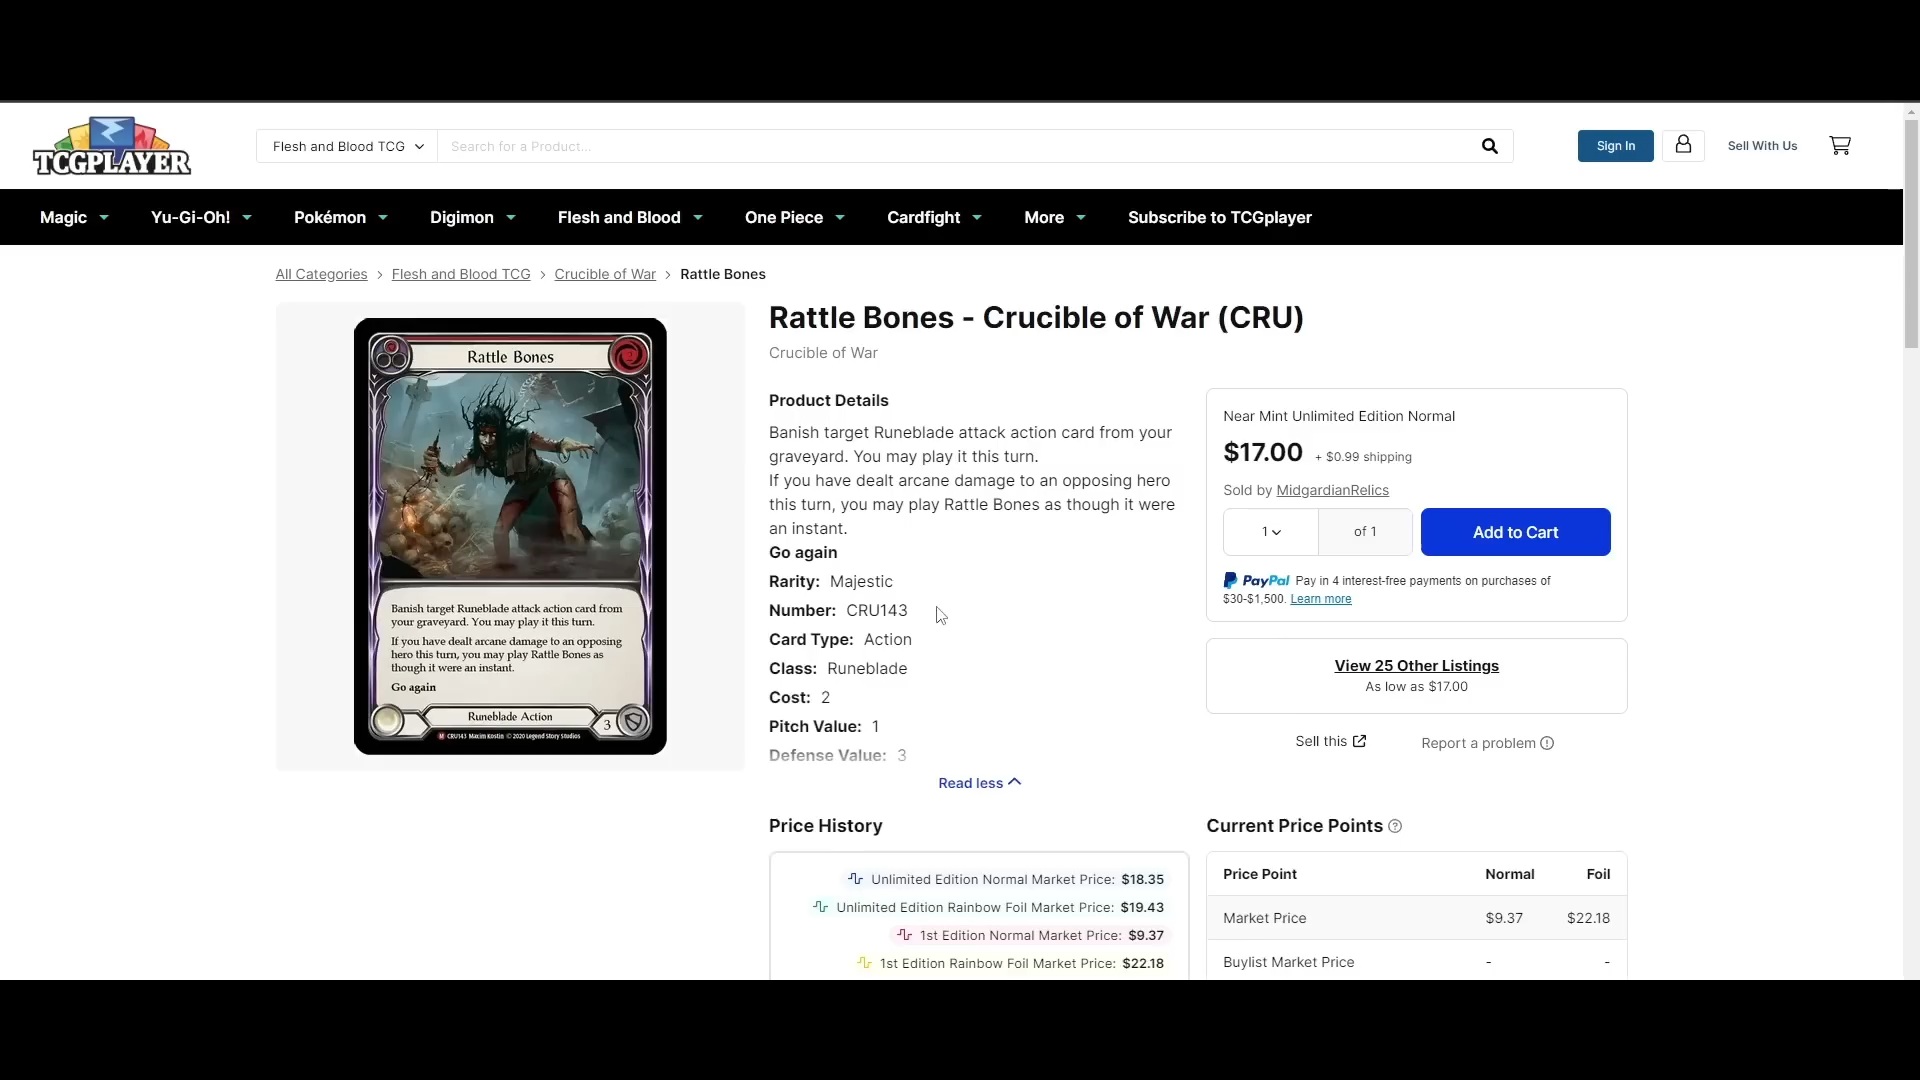 TCGPLAYER
Flesh and Blood TCG
Search for a Product...
Sign In
Sell With Us
Magic
Yu-Gi-Oh!
Pokémon
Digimon
Flesh and Blood
One Piece
Cardfight
More
Subscribe to TCGplayer
All Categories > Flesh and Blood TCG > Crucible of War > Rattle Bones
Rattle Bones
Banish target Runeblade attack action card from
your graveyard. You may play it this turn.
If you have dealt arcane damage to an opposing
hero this turn, you may play Rattle Bones as
though it were an instant.
Go again
Runeblade Action
3
M CRU143 Maxim Kostin © 2020 Legend Story Studios
Rattle Bones - Crucible of War (CRU)
Crucible of War
Product Details
Banish target Runeblade attack action card from your
graveyard. You may play it this turn.
If you have dealt arcane damage to an opposing hero
this turn, you may play Rattle Bones as though it were
an instant.
Go again
Rarity: Majestic
Number: CRU143
Card Type: Action
Class: Runeblade
Cost: 2
Pitch Value: 1
Defense Value: 3
Read less
Near Mint Unlimited Edition Normal
$17.00 + $0.99 shipping
Sold by MidgardianRelics
1 of 1
Add to Cart
PayPal Pay in 4 interest-free payments on purchases of
$30-$1,500. Learn more
View 25 Other Listings
As low as $17.00
Sell this
Report a problem
Price History
Unlimited Edition Normal Market Price: $18.35
Unlimited Edition Rainbow Foil Market Price: $19.43
1st Edition Normal Market Price: $9.37
1st Edition Rainbow Foil Market Price: $22.18
Current Price Points
Price Point Normal Foil
Market Price $9.37 $22.18
Buylist Market Price - -